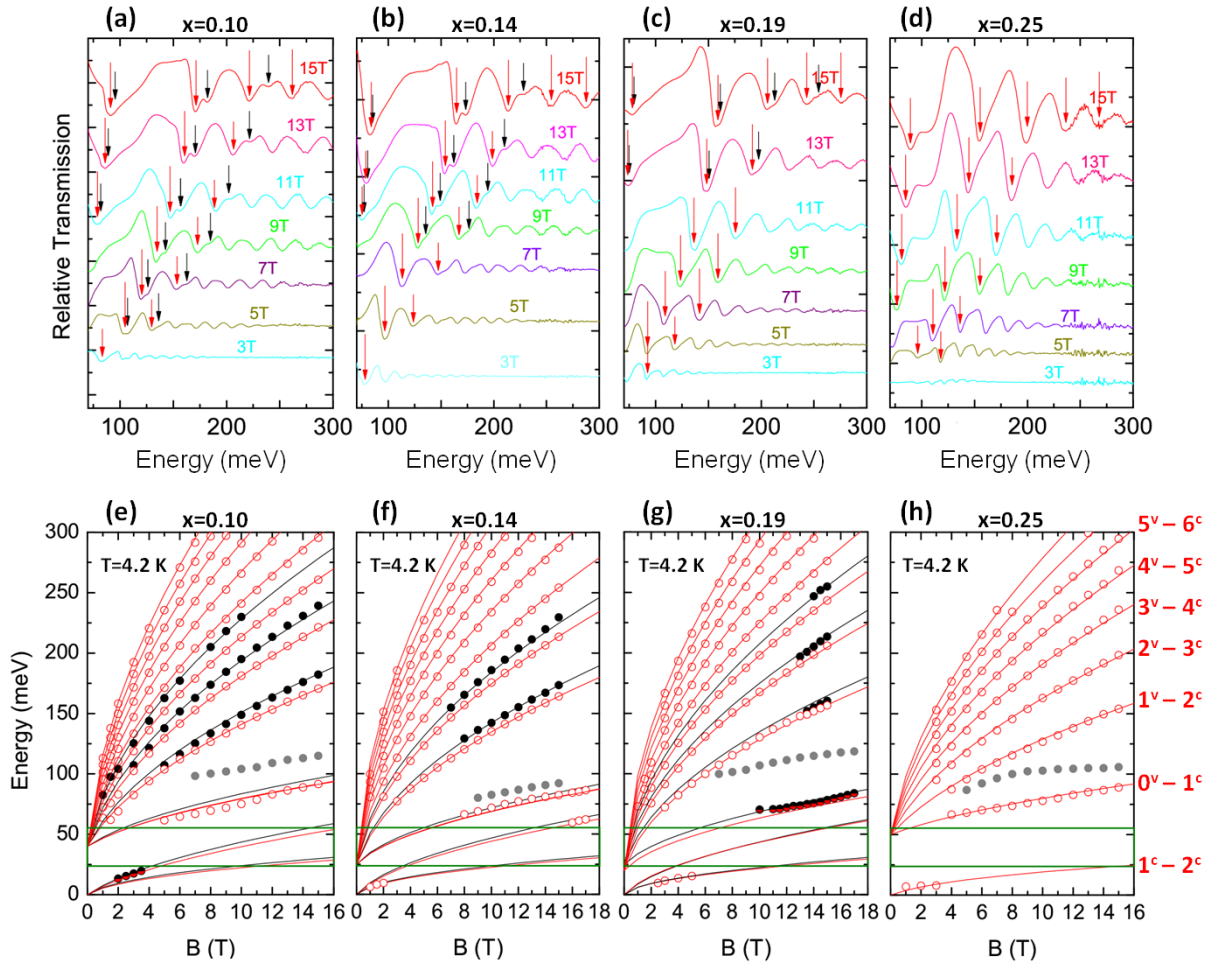 (a) x=0.10
(b) x=0.14
(c) x=0.19
(d) x=0.25
Relative Transmission
15T
13T
11T
9T
7T
5T
3T
15T
13T
11T
9T
7T
5T
3T
15T
13T
11T
9T
7T
5T
3T
15T
13T
11T
9T
7T
5T
3T
100 200 300
100 200 300
100 200 300
100 200 300
Energy (meV)
Energy (meV)
Energy (meV)
Energy (meV)
(e) x=0.10
(f) x=0.14
(g) x=0.19
(h) x=0.25
T=4.2 K
T=4.2 K
T=4.2 K
T=4.2 K
Energy (meV)
300
250
200
150
100
50
0
5ᵛ – 6ᶜ
4ᵛ – 5ᶜ
3ᵛ – 4ᶜ
2ᵛ – 3ᶜ
1ᵛ – 2ᶜ
0ᵛ – 1ᶜ
1ᶜ – 2ᶜ
0 2 4 6 8 10 12 14 16
0 2 4 6 8 10 12 14 16 18
0 2 4 6 8 10 12 14 16 18
0 2 4 6 8 10 12 14 16
B (T)
B (T)
B (T)
B (T)